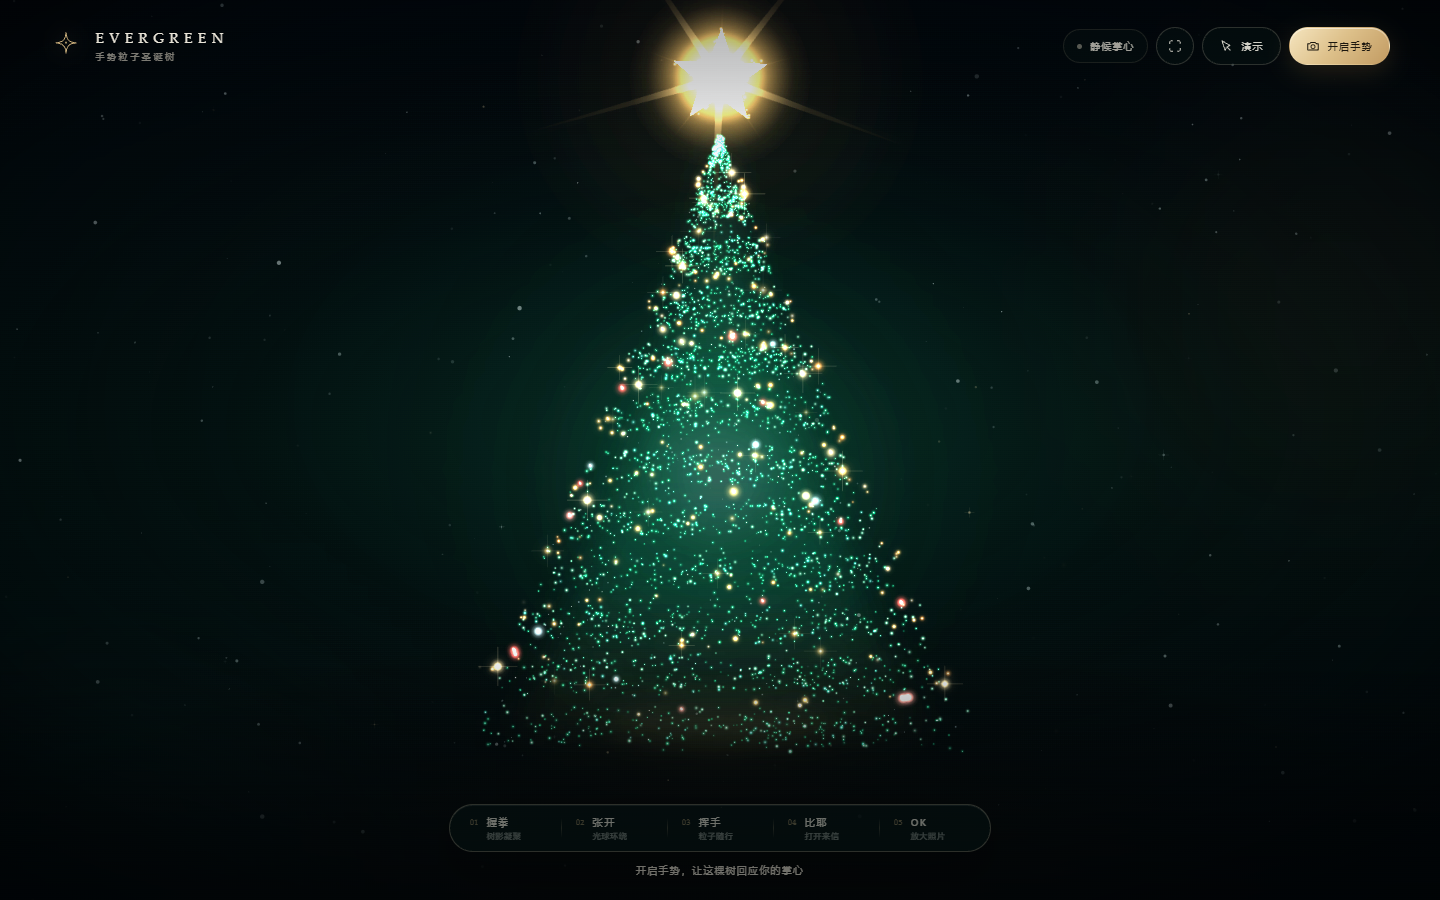 EVERGREEN
手势粒子圣诞树
静候掌心
演示
开启手势
01 握拳
树影凝聚
02 张开
光球环绕
03 挥手
粒子随行
04 比耶
打开来信
05 OK
放大照片
开启手势，让这棵树回应你的掌心